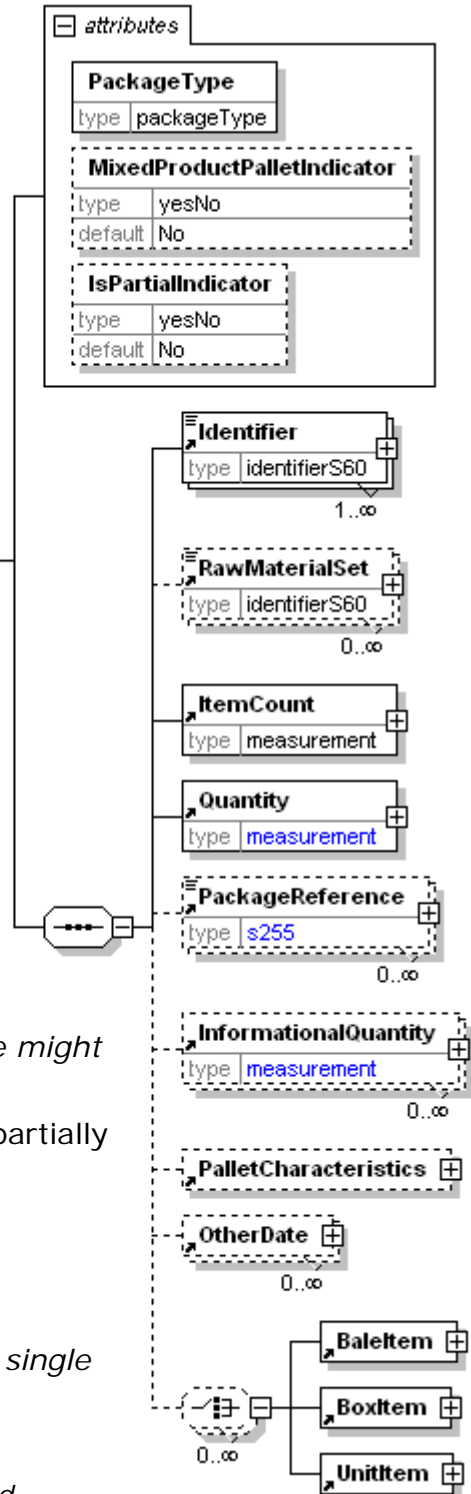 attributes
PackageType
type packageType
MixedProductPalletIndicator
type yesNo
default No
IsPartialIndicator
type yesNo
default No
Identifier
type identifierS60
1..∞
RawMaterialSet
type identifierS60
0..∞
ItemCount
type measurement
Quantity
type measurement
PackageReference
type s255
0..∞
e might
InformationalQuantity
type measurement
0..∞
partially
PalletCharacteristics
OtherDate
0..∞
single
BaleItem
BoxItem
0..∞
UnitItem